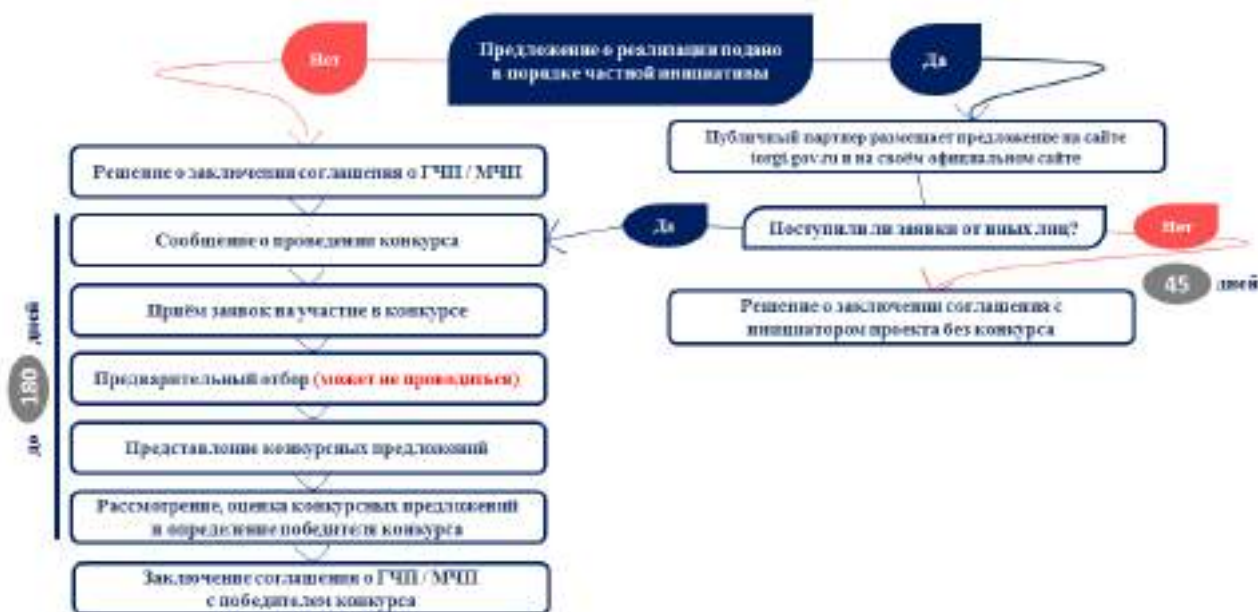 Предложение о реализации подано
в порядке частной инициативы
Нет
Да
Публичный партнер размещает предложение на сайте
torgi.gov.ru и на своём официальном сайте
Решение о заключении соглашения о ГЧП / МЧП
Сообщение о проведении конкурса
Да
Поступили ли заявки от иных лиц?
Нет
45 дней
Решение о заключении соглашения с
инициатором проекта без конкурса
Приём заявок на участие в конкурсе
Предварительный отбор (может не проводиться)
до 180 дней
Представление конкурсных предложений
Рассмотрение, оценка конкурсных предложений
и определение победителя конкурса
Заключение соглашения о ГЧП / МЧП
с победителем конкурса